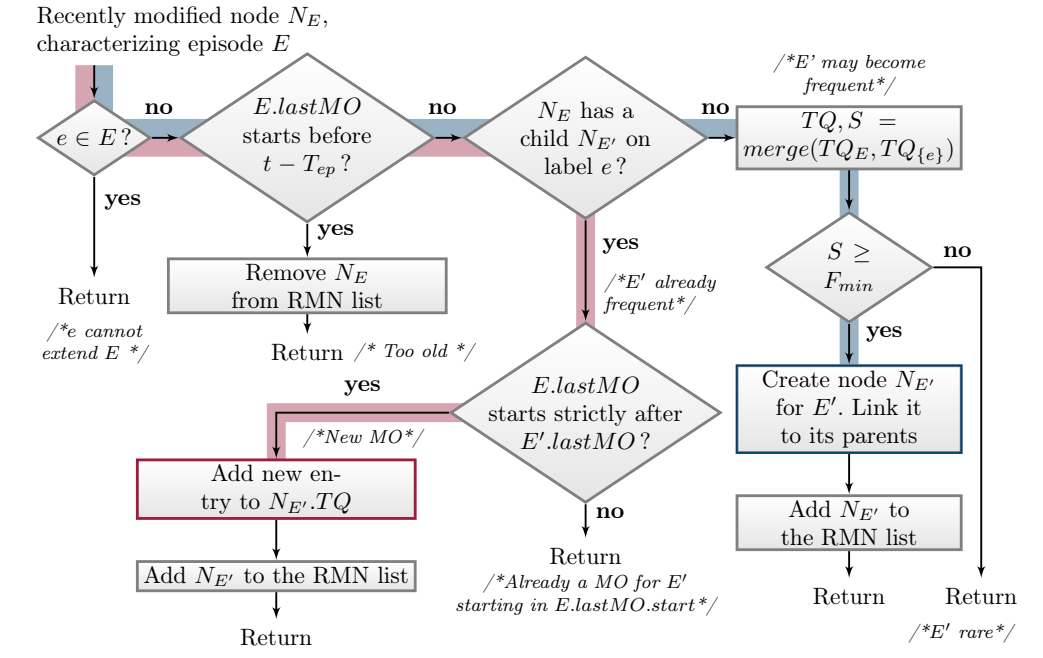 Recently modified node N_E,
characterizing episode E
e ∈ E ?
no
yes
Return
/*e cannot
extend E */
E.lastMO
starts before
t − T_ep ?
no
yes
Remove N_E
from RMN list
Return /* Too old */
N_E has a
child N_E′ on
label e ?
no
yes
/*E′ already
frequent*/
/*E' may become
frequent*/
TQ, S =
merge(TQ_E, TQ_{e})
S ≥
F_min
no
yes
Create node N_E′
for E′. Link it
to its parents
Add N_E′ to
the RMN list
Return
Return
/*E′ rare*/
E.lastMO
starts strictly after
E′.lastMO ?
yes
/*New MO*/
Add new en-
try to N_E′.TQ
Add N_E′ to the RMN list
Return
no
Return
/*Already a MO for E′
starting in E.lastMO.start*/